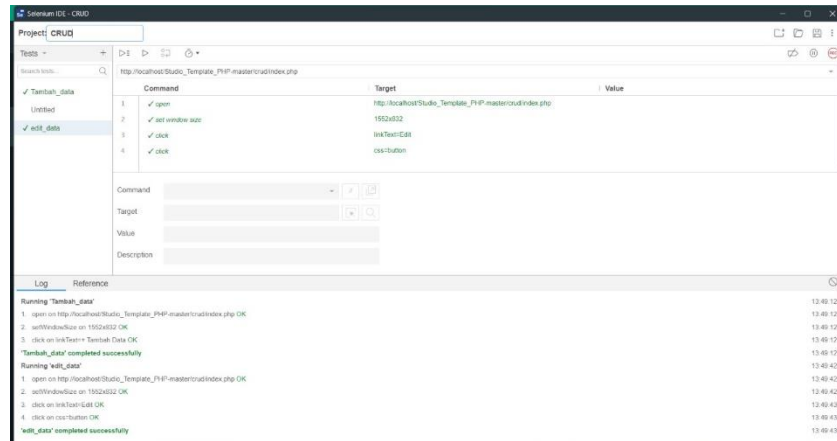 Selenium IDE - CRUD
Project: CRUD
Tests
Search tests...
http://localhost/Studio_Template_PHP-master/crud/index.php
✓ Tambah_data
Untitled
✓ edit_data
Command Target Value
1 ✓ open http://localhost/Studio_Template_PHP-master/crud/index.php
2 ✓ set window size 1552x832
3 ✓ click linkText=Edit
4 ✓ click css=button
Command
Target
Value
Description
Log Reference
Running 'Tambah_data' 13:49:12
1. open on http://localhost/Studio_Template_PHP-master/crud/index.php OK 13:49:12
2. setWindowSize on 1552x832 OK 13:49:12
3. click on linkText=+ Tambah Data OK 13:49:12
'Tambah_data' completed successfully 13:49:12
Running 'edit_data' 13:49:42
1. open on http://localhost/Studio_Template_PHP-master/crud/index.php OK 13:49:42
2. setWindowSize on 1552x832 OK 13:49:42
3. click on linkText=Edit OK 13:49:43
4. click on css=button OK 13:49:43
'edit_data' completed successfully 13:49:43